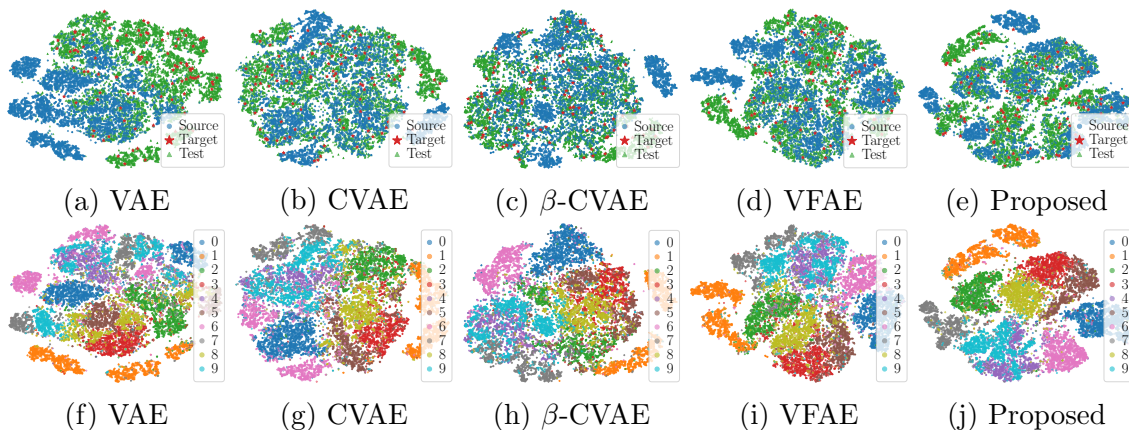 Source
Target
Test
Source
Target
Test
Source
Target
Test
Source
Target
Test
Source
Target
Test
(a) VAE
(b) CVAE
(c) β-CVAE
(d) VFAE
(e) Proposed
0
1
2
3
4
5
6
7
8
9
0
1
2
3
4
5
6
7
8
9
0
1
2
3
4
5
6
7
8
9
0
1
2
3
4
5
6
7
8
9
0
1
2
3
4
5
6
7
8
9
(f) VAE
(g) CVAE
(h) β-CVAE
(i) VFAE
(j) Proposed